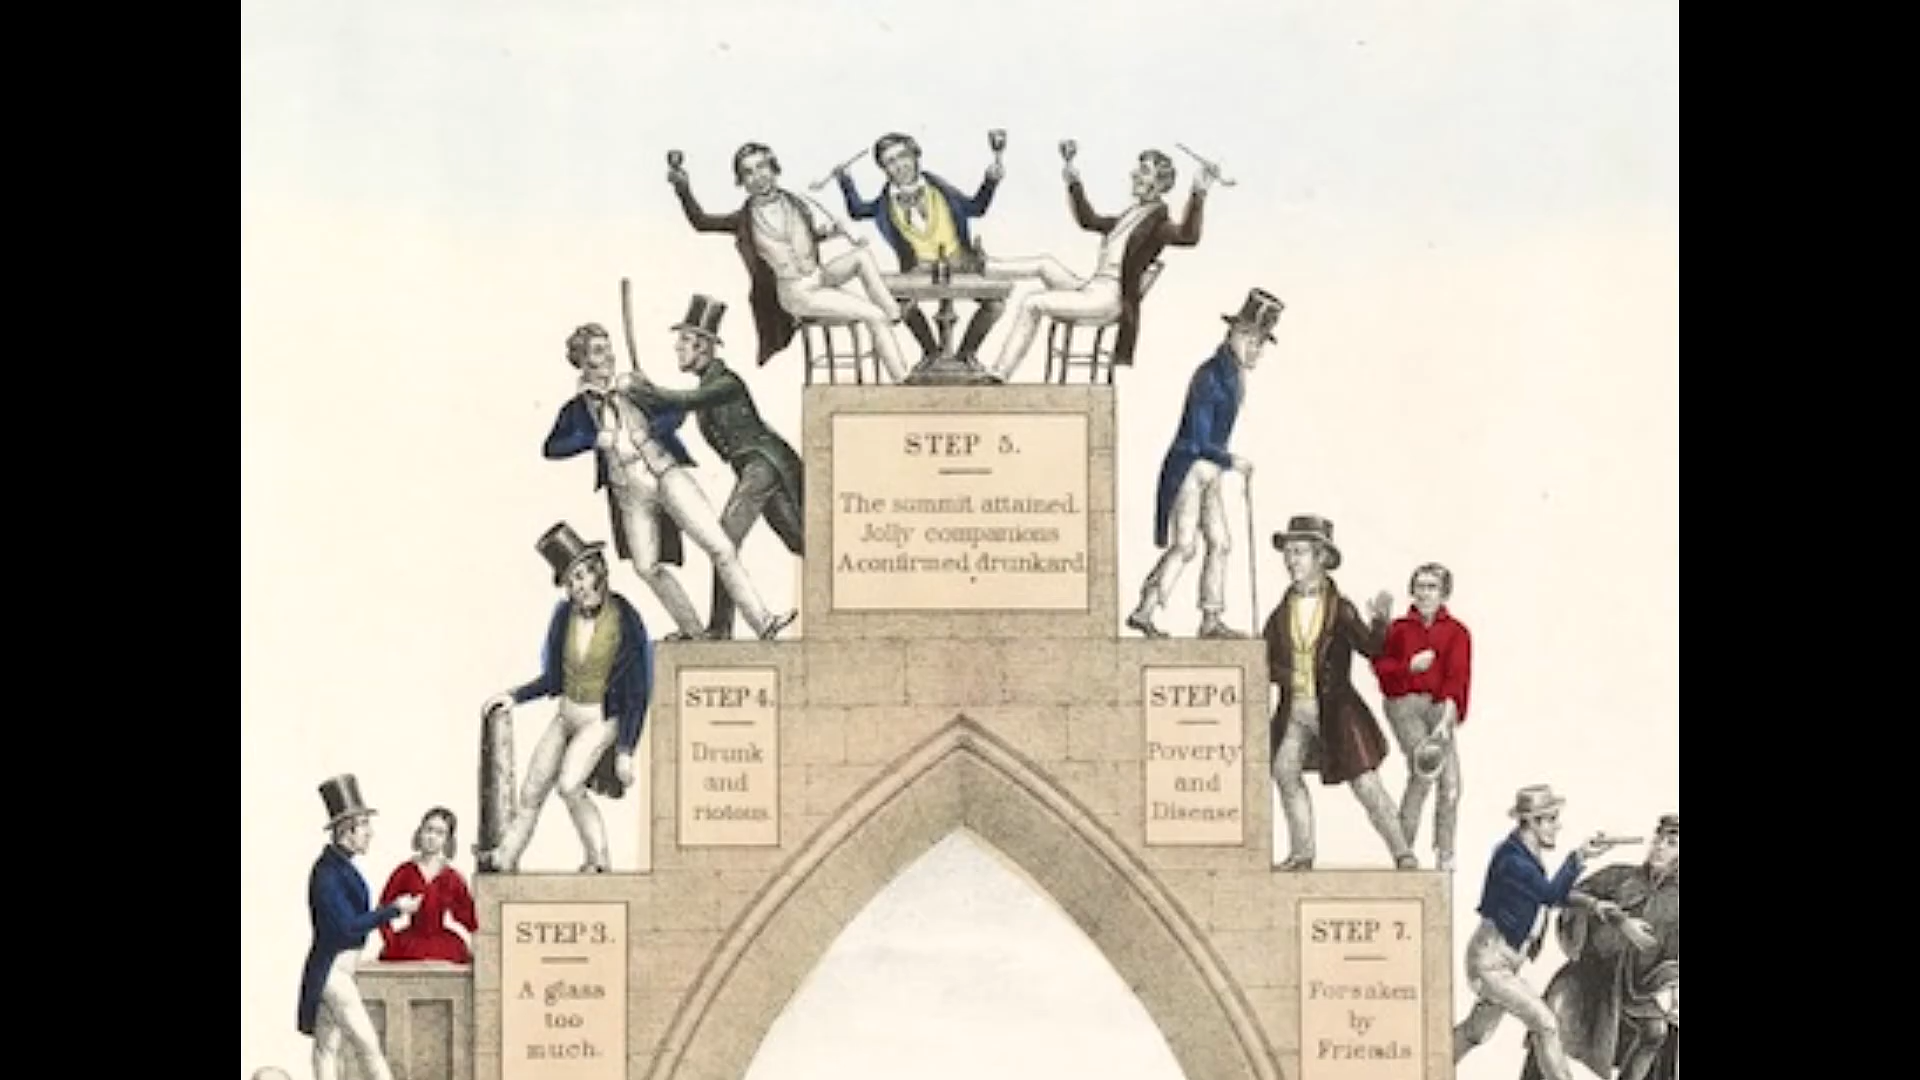 STEP 5.
The summit attained.
Jolly companions
A confirmed drunkard
STEP 4.
Drunk
and
riotous.
STEP 6.
Poverty
and
Disease
STEP 3.
A glass
too
much.
STEP 7.
Forsaken
by
Friends